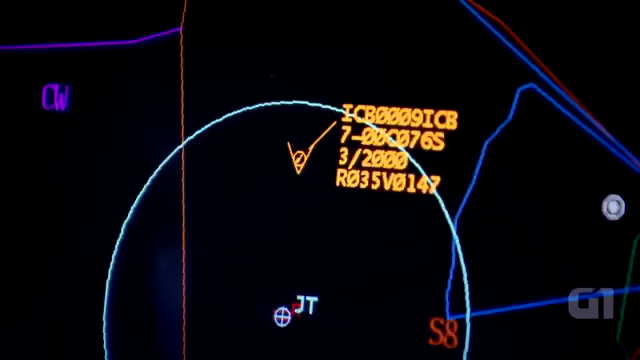 CW
ICB0009ICB
7-00C076S
3/2000
R035V0147
JT
S8
G1